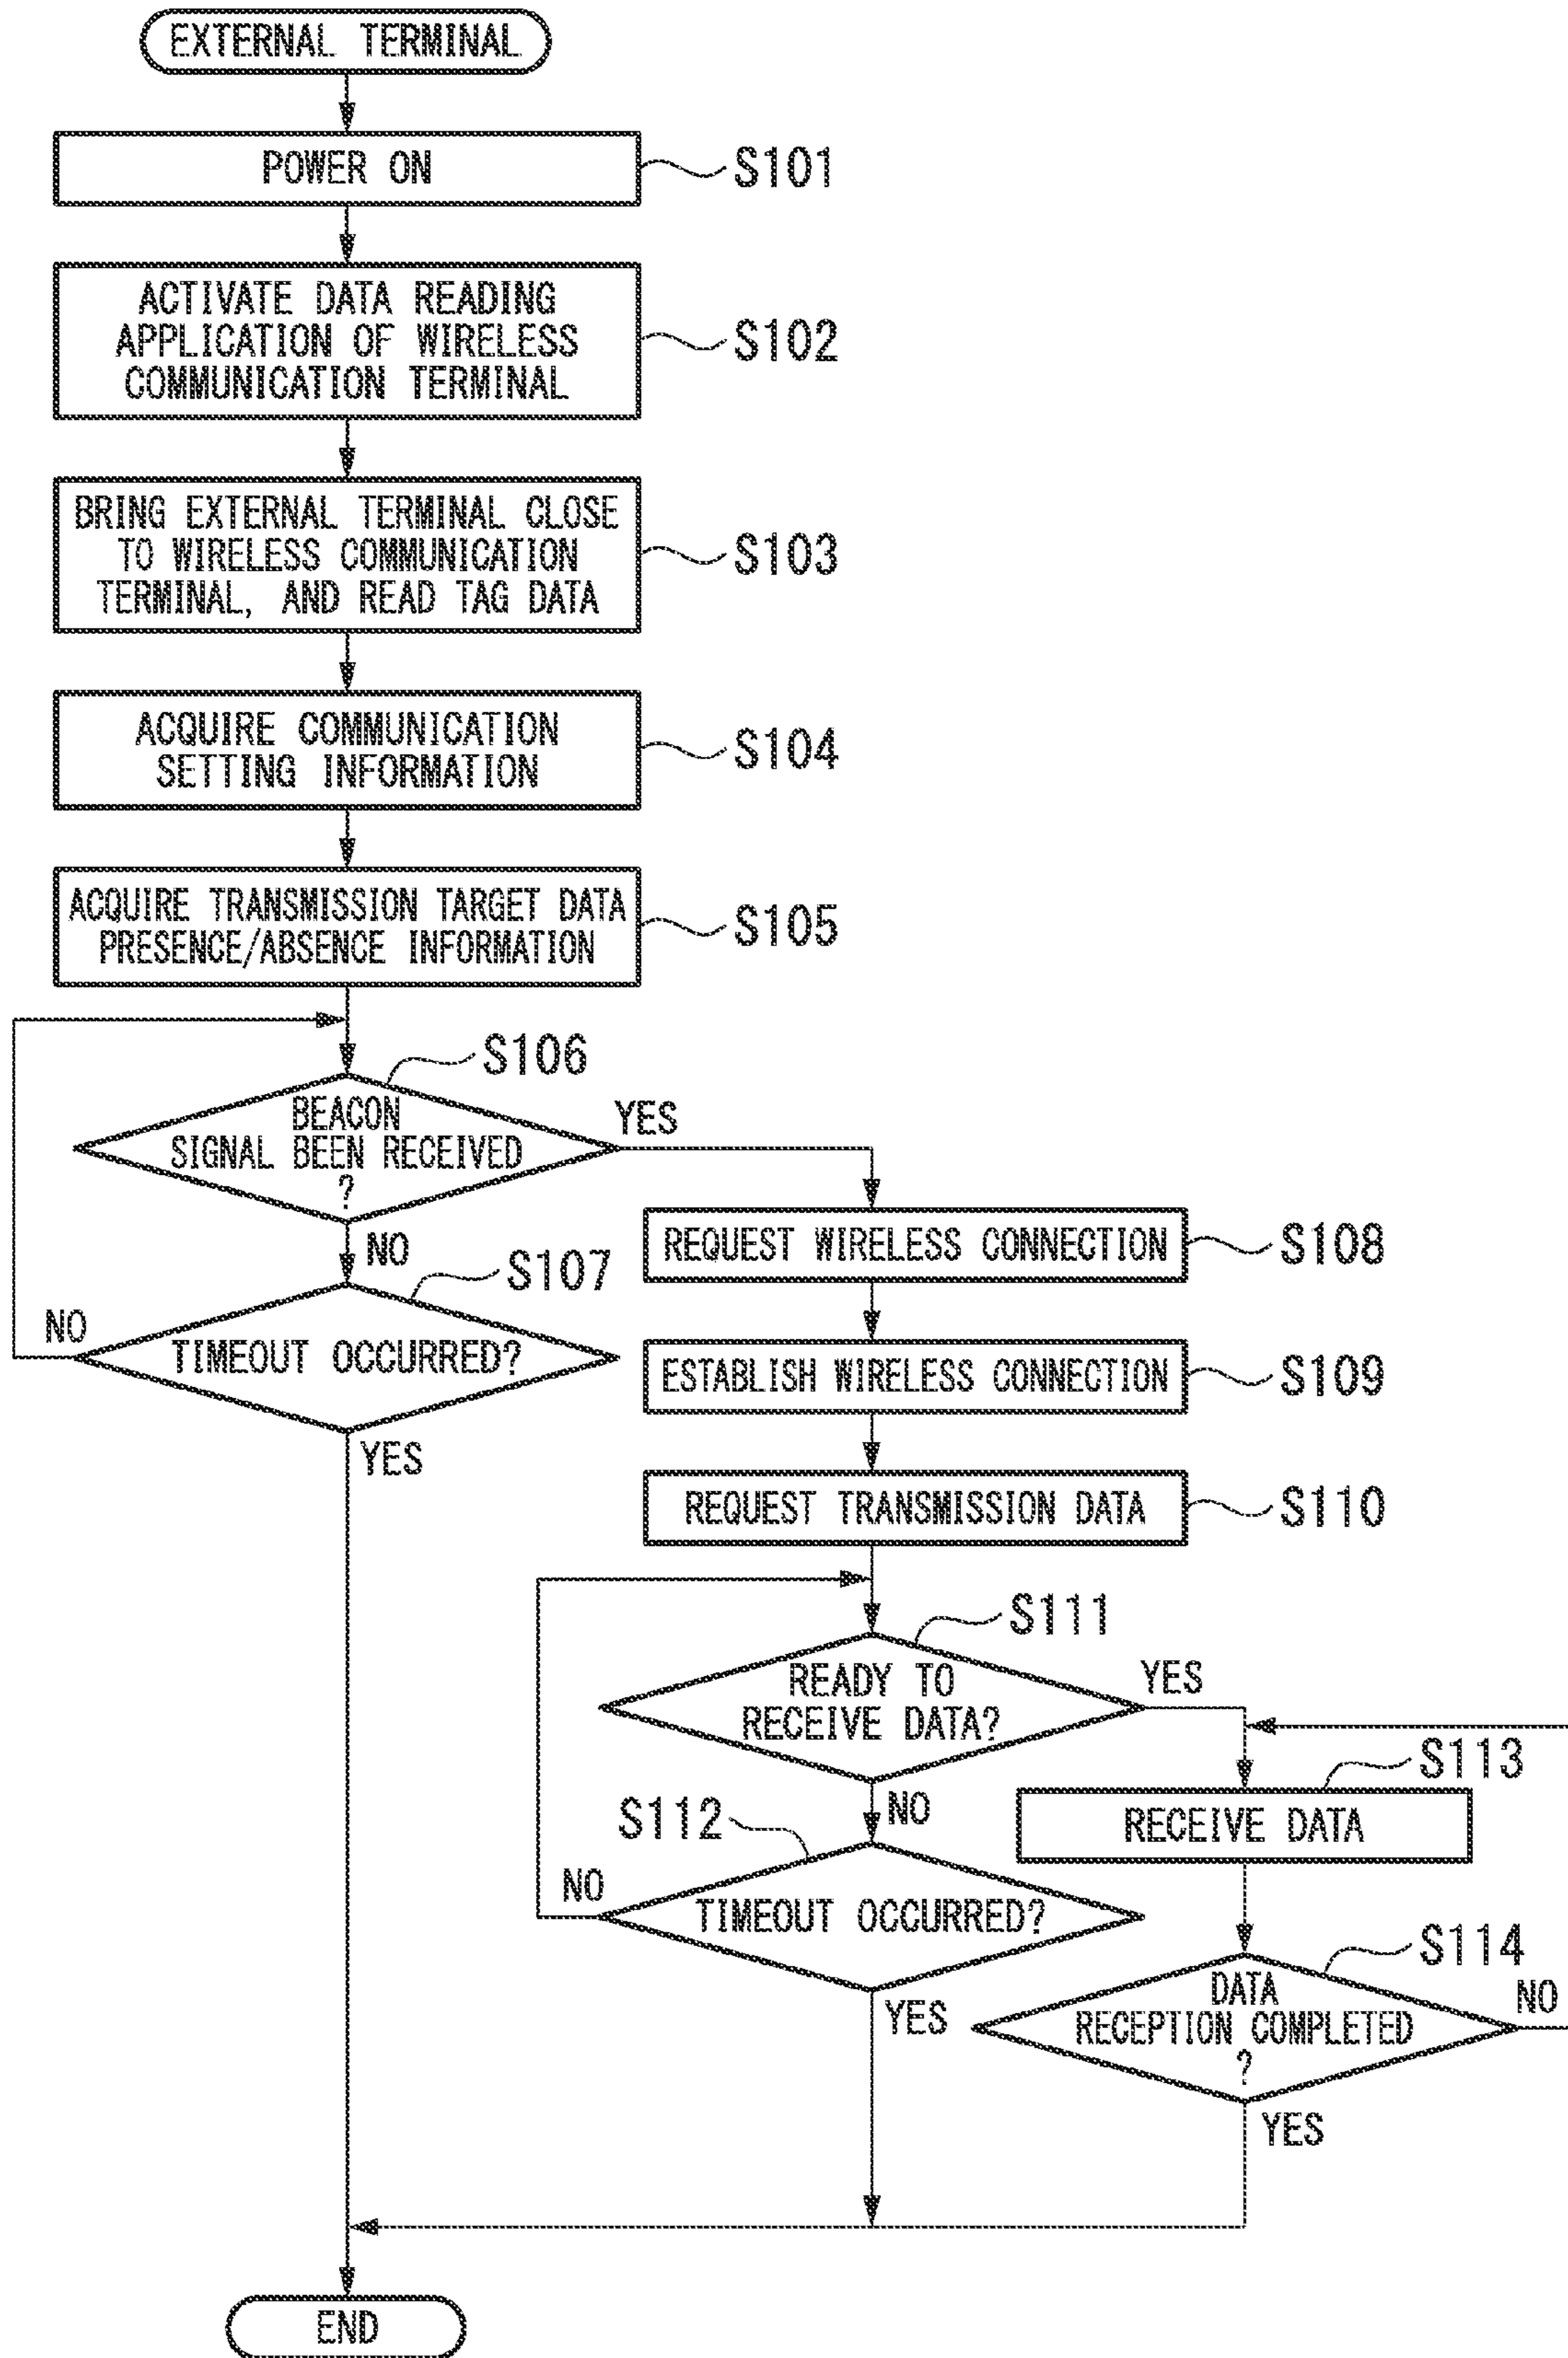 EXTERNAL TERMINAL
POWER ON
S101
ACTIVATE DATA READING
APPLICATION OF WIRELESS
COMMUNICATION TERMINAL
S102
BRING EXTERNAL TERMINAL CLOSE
TO WIRELESS COMMUNICATION
TERMINAL, AND READ TAG DATA
S103
ACQUIRE COMMUNICATION
SETTING INFORMATION
S104
ACQUIRE TRANSMISSION TARGET DATA
PRESENCE/ABSENCE INFORMATION
S105
S106
BEACON
SIGNAL BEEN RECEIVED
?
YES
NO
S107
TIMEOUT OCCURRED?
NO
YES
REQUEST WIRELESS CONNECTION
S108
ESTABLISH WIRELESS CONNECTION
S109
REQUEST TRANSMISSION DATA
S110
S111
READY TO
RECEIVE DATA?
YES
NO
S112
TIMEOUT OCCURRED?
NO
YES
S113
RECEIVE DATA
S114
DATA
RECEPTION COMPLETED
?
NO
YES
END